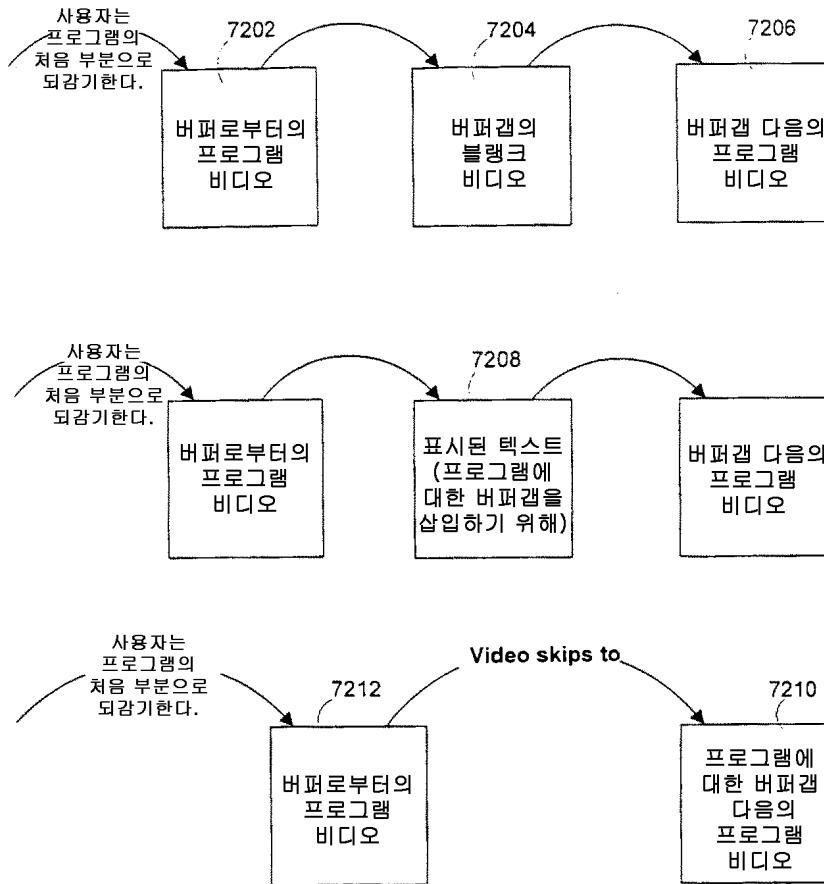 사용자는
프로그램의
처음 부분으로
되감기한다.
7202
7204
7206
버퍼로부터의
프로그램
비디오
버퍼갭의
블랭크
비디오
버퍼갭 다음의
프로그램
비디오
사용자는
프로그램의
처음 부분으로
되감기한다.
7208
버퍼로부터의
프로그램
비디오
표시된 텍스트
(프로그램에
대한 버퍼갭을
삽입하기 위해)
버퍼갭 다음의
프로그램
비디오
사용자는
프로그램의
처음 부분으로
되감기한다.
Video skips to
7212
7210
버퍼로부터의
프로그램
비디오
프로그램에
대한 버퍼갭
다음의
프로그램
비디오